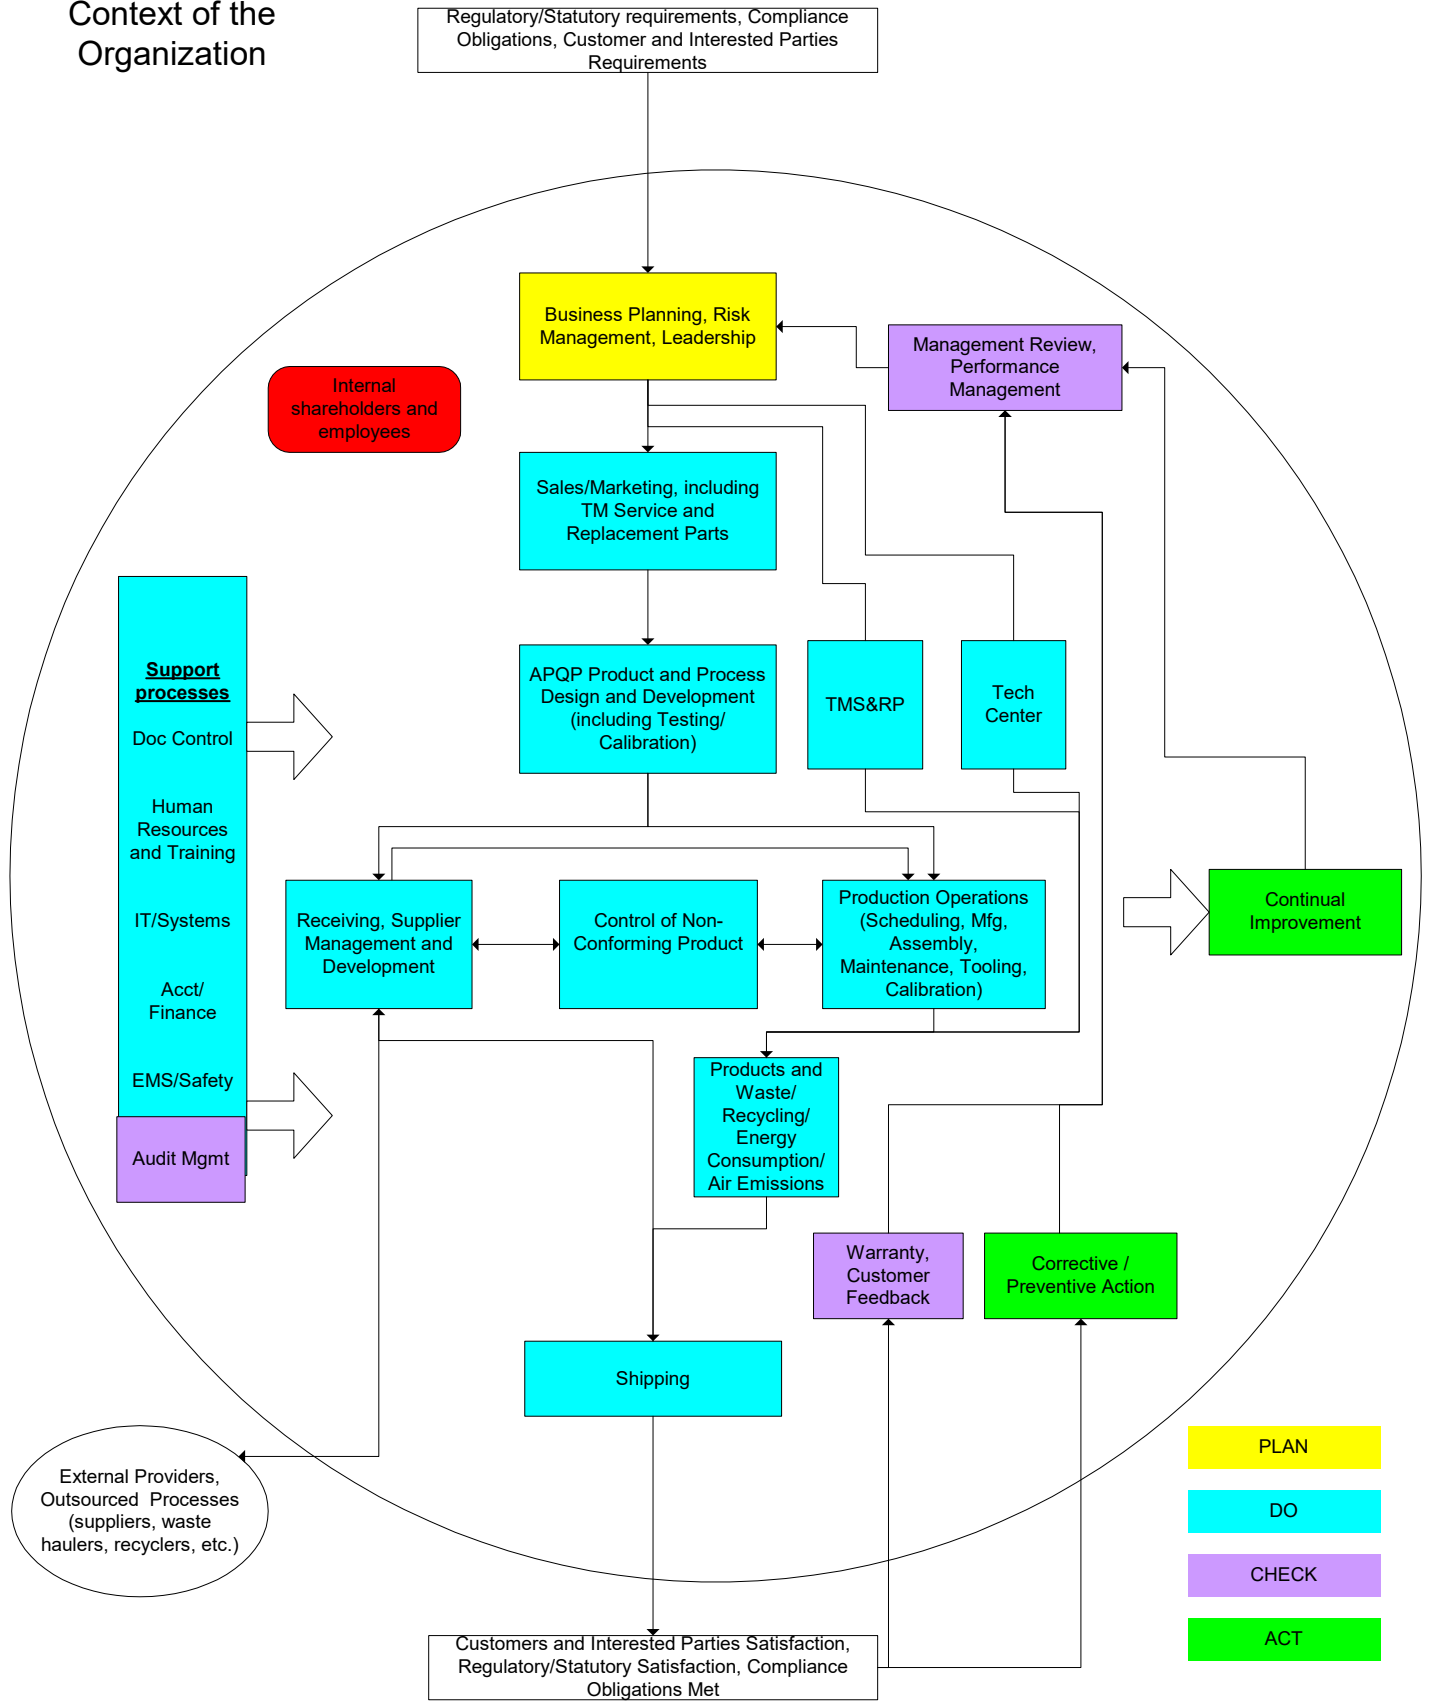 Context of the
Organization
Regulatory/Statutory requirements, Compliance
Obligations, Customer and Interested Parties
Requirements
Business Planning, Risk
Management, Leadership
Management Review,
Performance
Management
Internal
shareholders and
employees
Sales/Marketing, including
TM Service and
Replacement Parts
Support
processes
Doc Control
Human
Resources
and Training
IT/Systems
Acct/
Finance
EMS/Safety
Audit Mgmt
APQP Product and Process
Design and Development
(including Testing/
Calibration)
TMS&RP
Tech
Center
Receiving, Supplier
Management and
Development
Control of Non-
Conforming Product
Production Operations
(Scheduling, Mfg,
Assembly,
Maintenance, Tooling,
Calibration)
Continual
Improvement
Products and
Waste/
Recycling/
Energy
Consumption/
Air Emissions
Warranty,
Customer
Feedback
Corrective /
Preventive Action
Shipping
External Providers,
Outsourced  Processes
(suppliers, waste
haulers, recyclers, etc.)
PLAN
DO
CHECK
ACT
Customers and Interested Parties Satisfaction,
Regulatory/Statutory Satisfaction, Compliance
Obligations Met